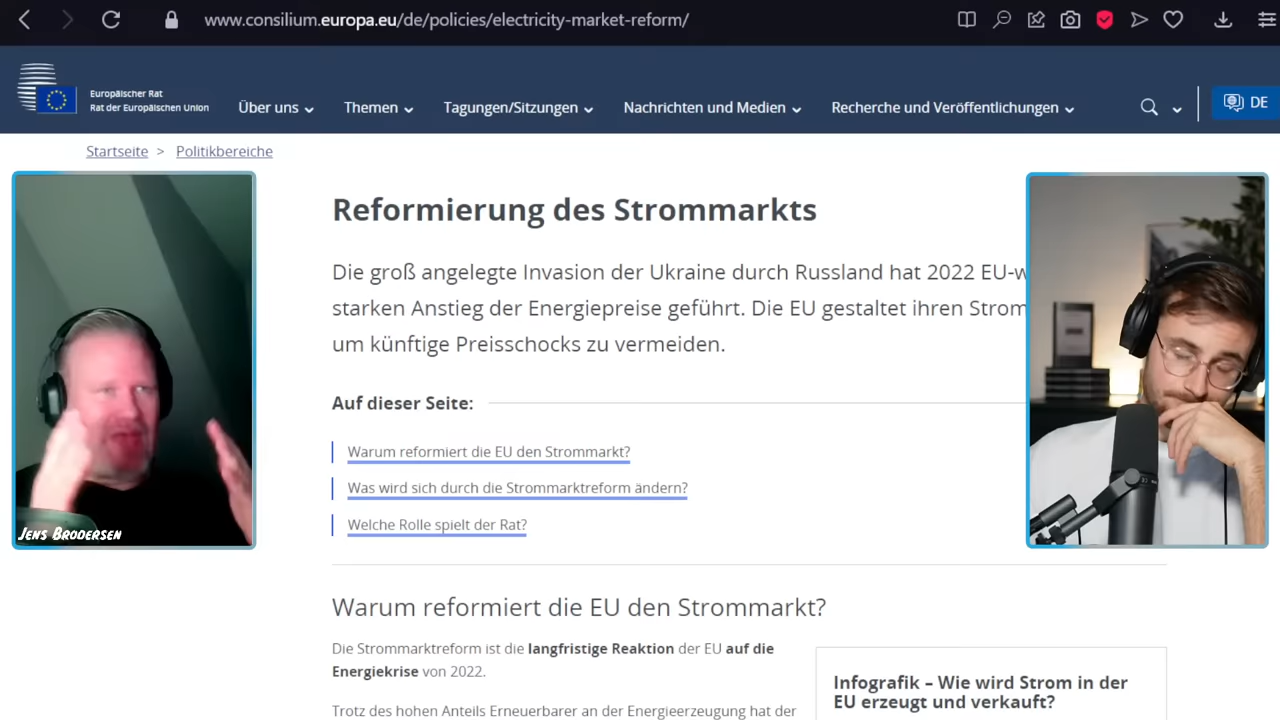 www.consilium.europa.eu/de/policies/electricity-market-reform/
Europäischer Rat
Rat der Europäischen Union
Über uns
Themen
Tagungen/Sitzungen
Nachrichten und Medien
Recherche und Veröffentlichungen
DE
Startseite > Politikbereiche
Reformierung des Strommarkts
Die groß angelegte Invasion der Ukraine durch Russland hat 2022 EU-w
starken Anstieg der Energiepreise geführt. Die EU gestaltet ihren Strom
um künftige Preisschocks zu vermeiden.
Auf dieser Seite:
Warum reformiert die EU den Strommarkt?
Was wird sich durch die Strommarktreform ändern?
Welche Rolle spielt der Rat?
JENS BRODERSEN
Warum reformiert die EU den Strommarkt?
Die Strommarktreform ist die langfristige Reaktion der EU auf die
Energiekrise von 2022.
Trotz des hohen Anteils Erneuerbarer an der Energieerzeugung hat der
Infografik – Wie wird Strom in der
EU erzeugt und verkauft?